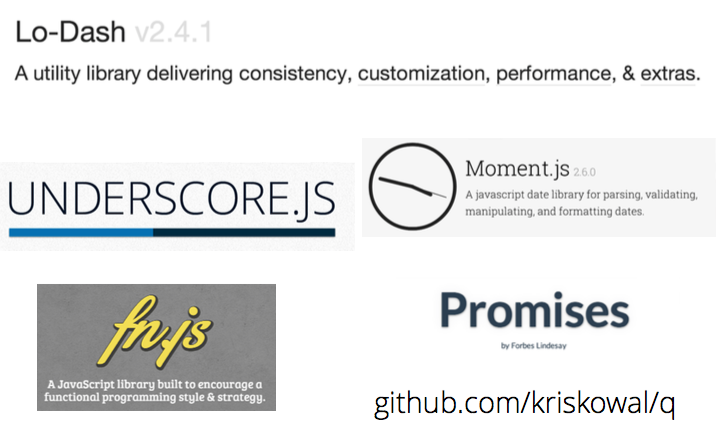 Lo-Dash v2.4.1
A utility library delivering consistency, customization, performance, & extras.
UNDERSCORE.JS
Moment.js 2.6.0
A javascript date library for parsing, validating,
manipulating, and formatting dates.
fn.js
A JavaScript library built to encourage a
functional programming style & strategy.
Promises
by Forbes Lindesay
github.com/kriskowal/q